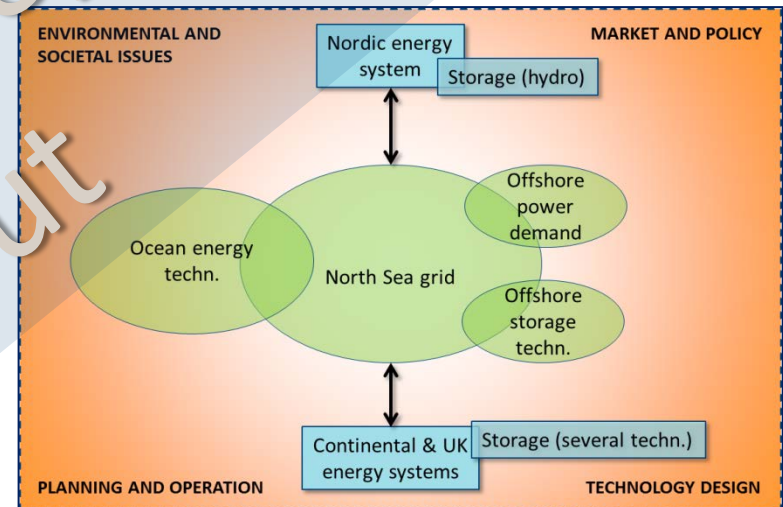 ENVIRONMENTAL AND
SOCIETAL ISSUES
MARKET AND POLICY
Nordic energy
system
Storage (hydro)
Offshore
power
demand
Ocean energy
techn.
North Sea grid
Offshore
storage
techn.
Continental & UK
energy systems
Storage (several techn.)
PLANNING AND OPERATION
TECHNOLOGY DESIGN
ut